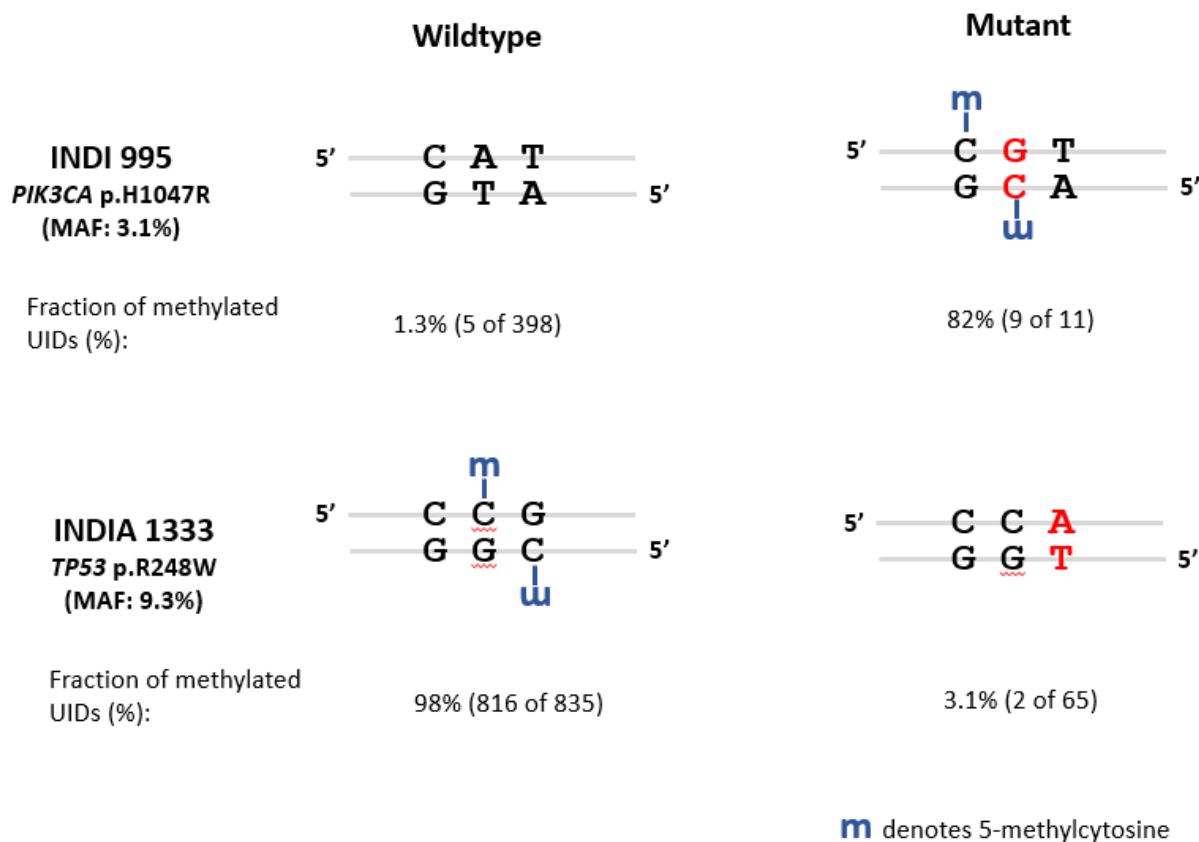 Wildtype
Mutant
INDI 995
PIK3CA p.H1047R
(MAF: 3.1%)
5’ C A T
G T A 5’
m
5’ C G T
G C A 5’
m
Fraction of methylated
UIDs (%):
1.3% (5 of 398)
82% (9 of 11)
INDIA 1333
TP53 p.R248W
(MAF: 9.3%)
m
5’ C C G
G G C 5’
m
5’ C C A
G G T 5’
Fraction of methylated
UIDs (%):
98% (816 of 835)
3.1% (2 of 65)
m denotes 5-methylcytosine